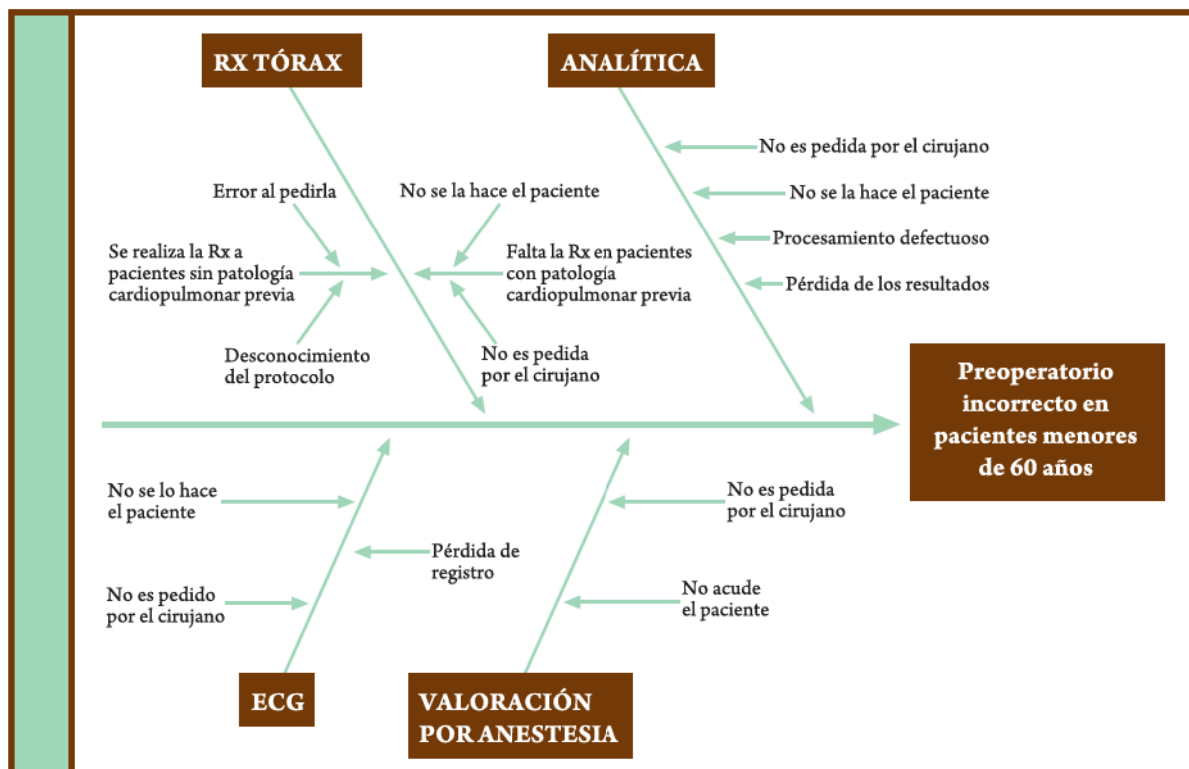 RX TÓRAX
ANALÍTICA
No es pedida por el cirujano
Error al pedirla
No se la hace el paciente
No se la hace el paciente
Se realiza la Rx a
pacientes sin patología
cardiopulmonar previa
Falta la Rx en pacientes
con patología
cardiopulmonar previa
Procesamiento defectuoso
Pérdida de los resultados
Desconocimiento
del protocolo
No es pedida
por el cirujano
Preoperatorio
incorrecto en
pacientes menores
de 60 años
No se lo hace
el paciente
No es pedida
por el cirujano
Pérdida de
registro
No es pedido
por el cirujano
No acude
el paciente
ECG
VALORACIÓN
POR ANESTESIA